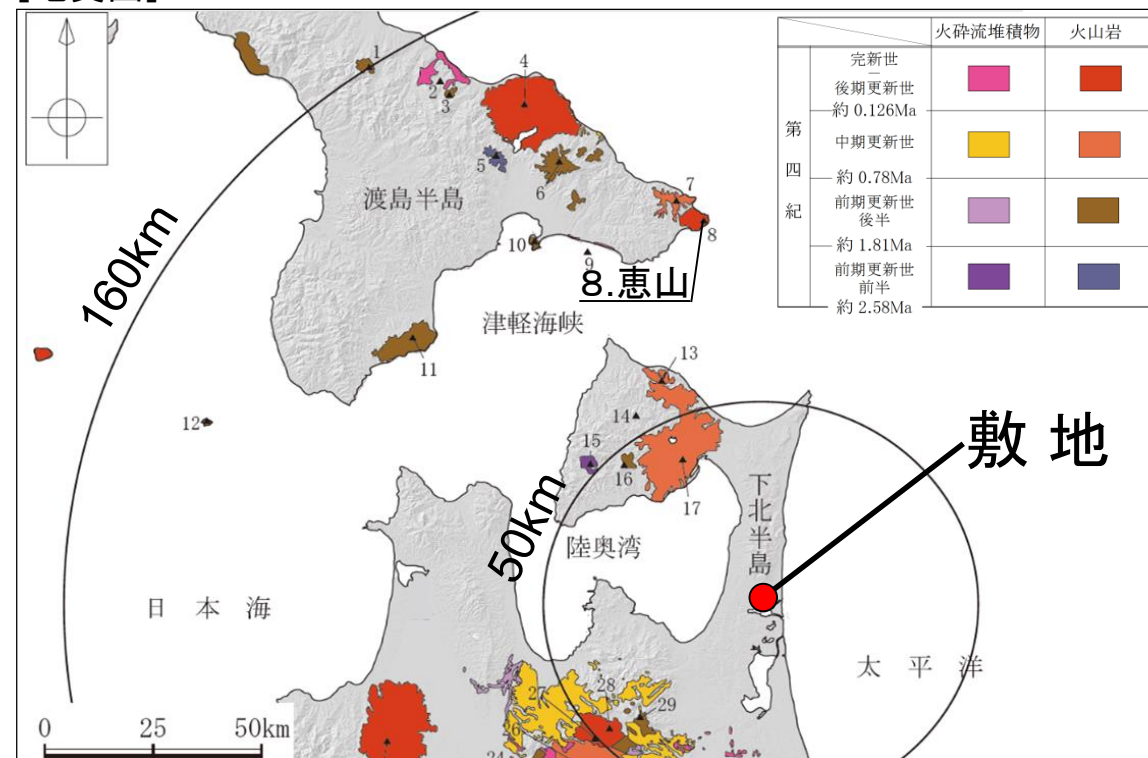 火砕流堆積物 火山岩
第四紀
完新世
―
後期更新世
約 0.126Ma
中期更新世
約 0.78Ma
前期更新世
後半
約 1.81Ma
前期更新世
前半
約 2.58Ma
1
2
3
4
5
6
7
8
9
10
8.恵山
渡島半島
160km
津軽海峡
11
12
13
14
15
16
17
敷 地
下北半島
50km
陸奥湾
日 本 海
太 平 洋
27
28
29
26
0 25 50km